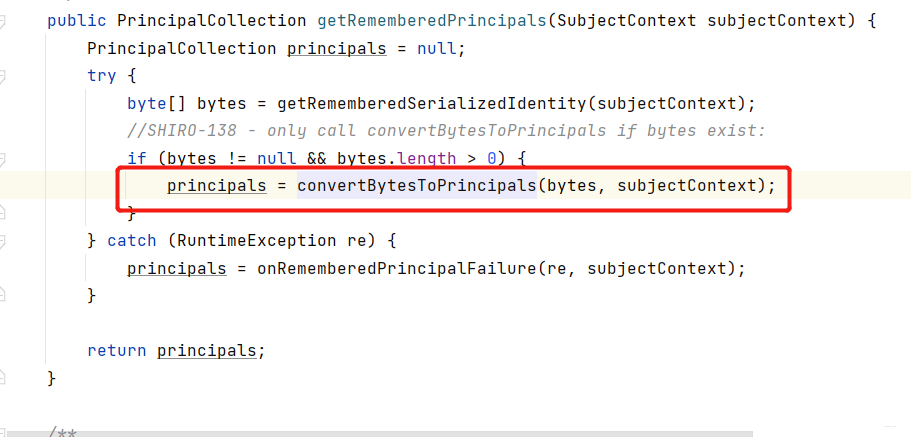 public PrincipalCollection getRememberedPrincipals(SubjectContext subjectContext) {
PrincipalCollection principals = null;
try {
byte[] bytes = getRememberedSerializedIdentity(subjectContext);
//SHIRO-138 - only call convertBytesToPrincipals if bytes exist:
if (bytes != null && bytes.length > 0) {
principals = convertBytesToPrincipals(bytes, subjectContext);
}
} catch (RuntimeException re) {
principals = onRememberedPrincipalFailure(re, subjectContext);
}
return principals;
}
/**